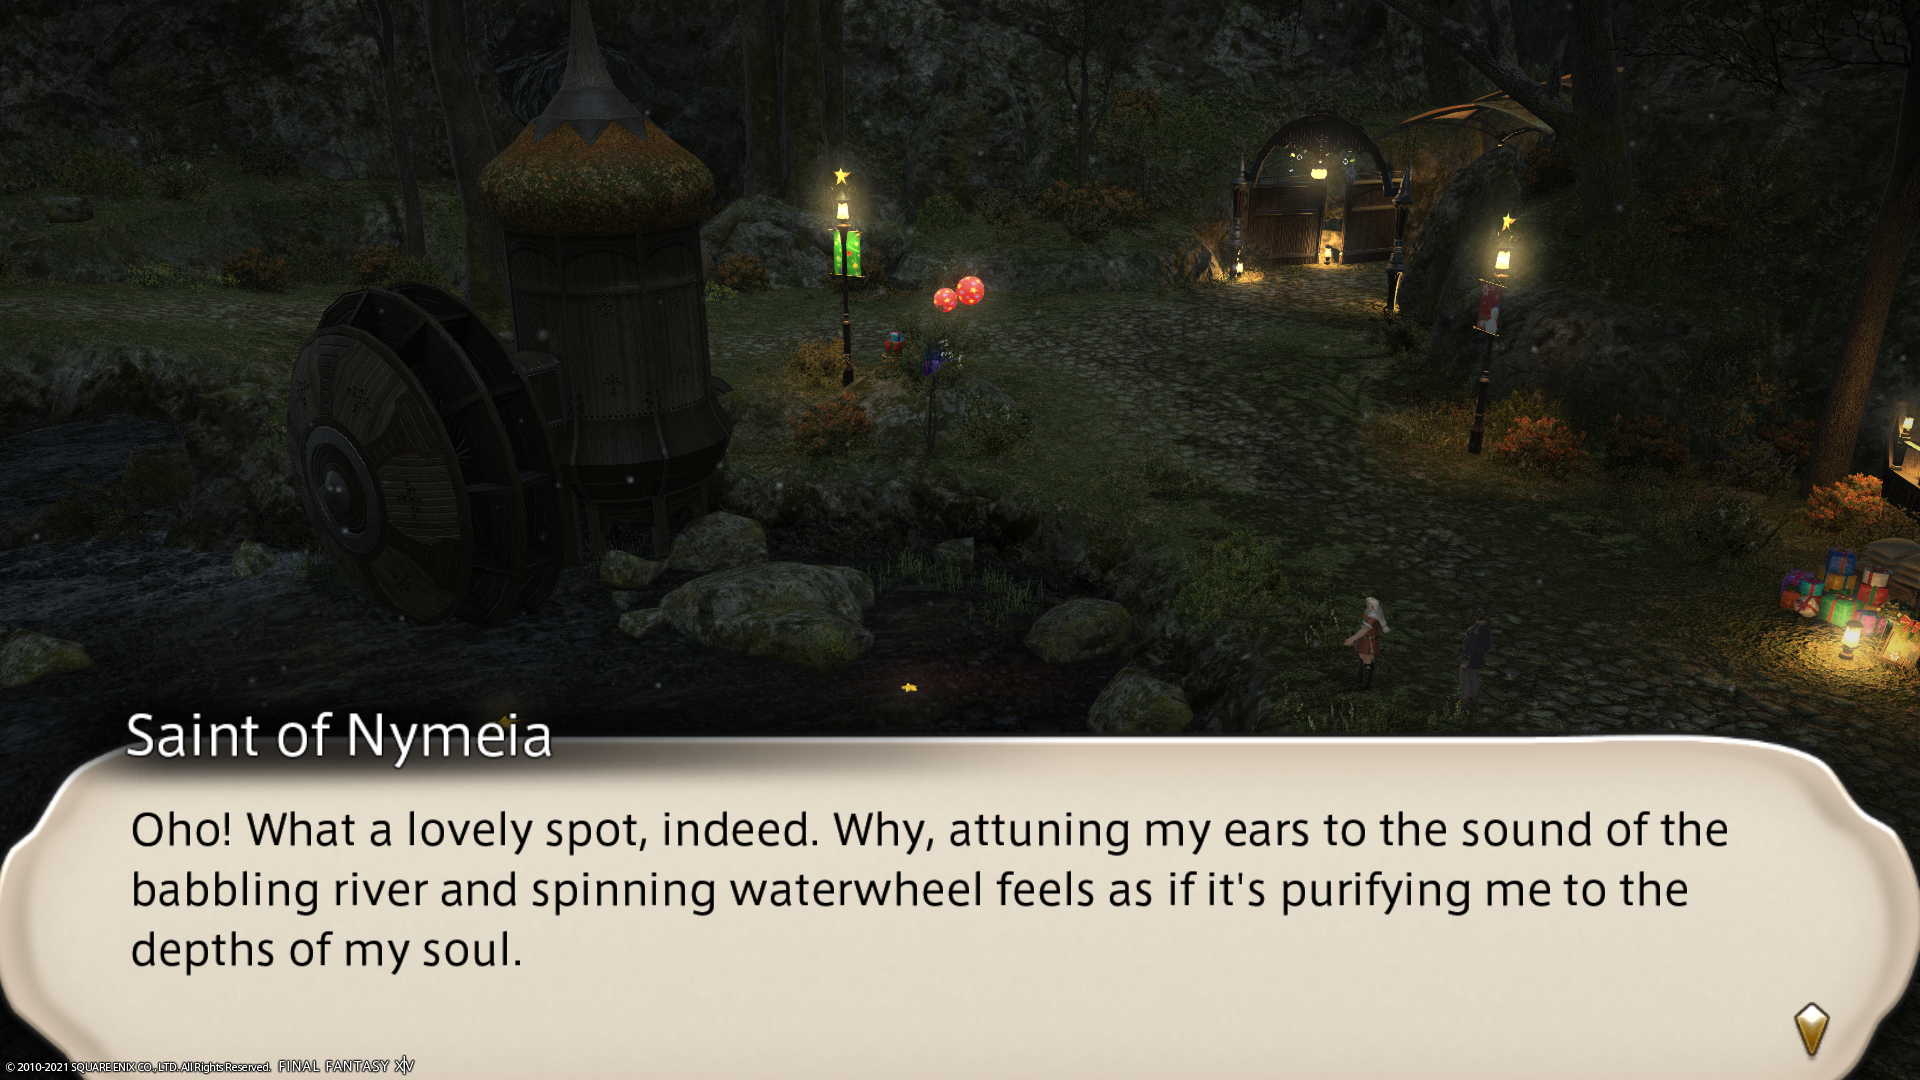 Saint of Nymeia
Oho! What a lovely spot, indeed. Why, attuning my ears to the sound of the
babbling river and spinning waterwheel feels as if it's purifying me to the
depths of my soul.
© 2010-2021 SQUARE ENIX CO., LTD. All Rights Reserved. FINAL FANTASY XIV